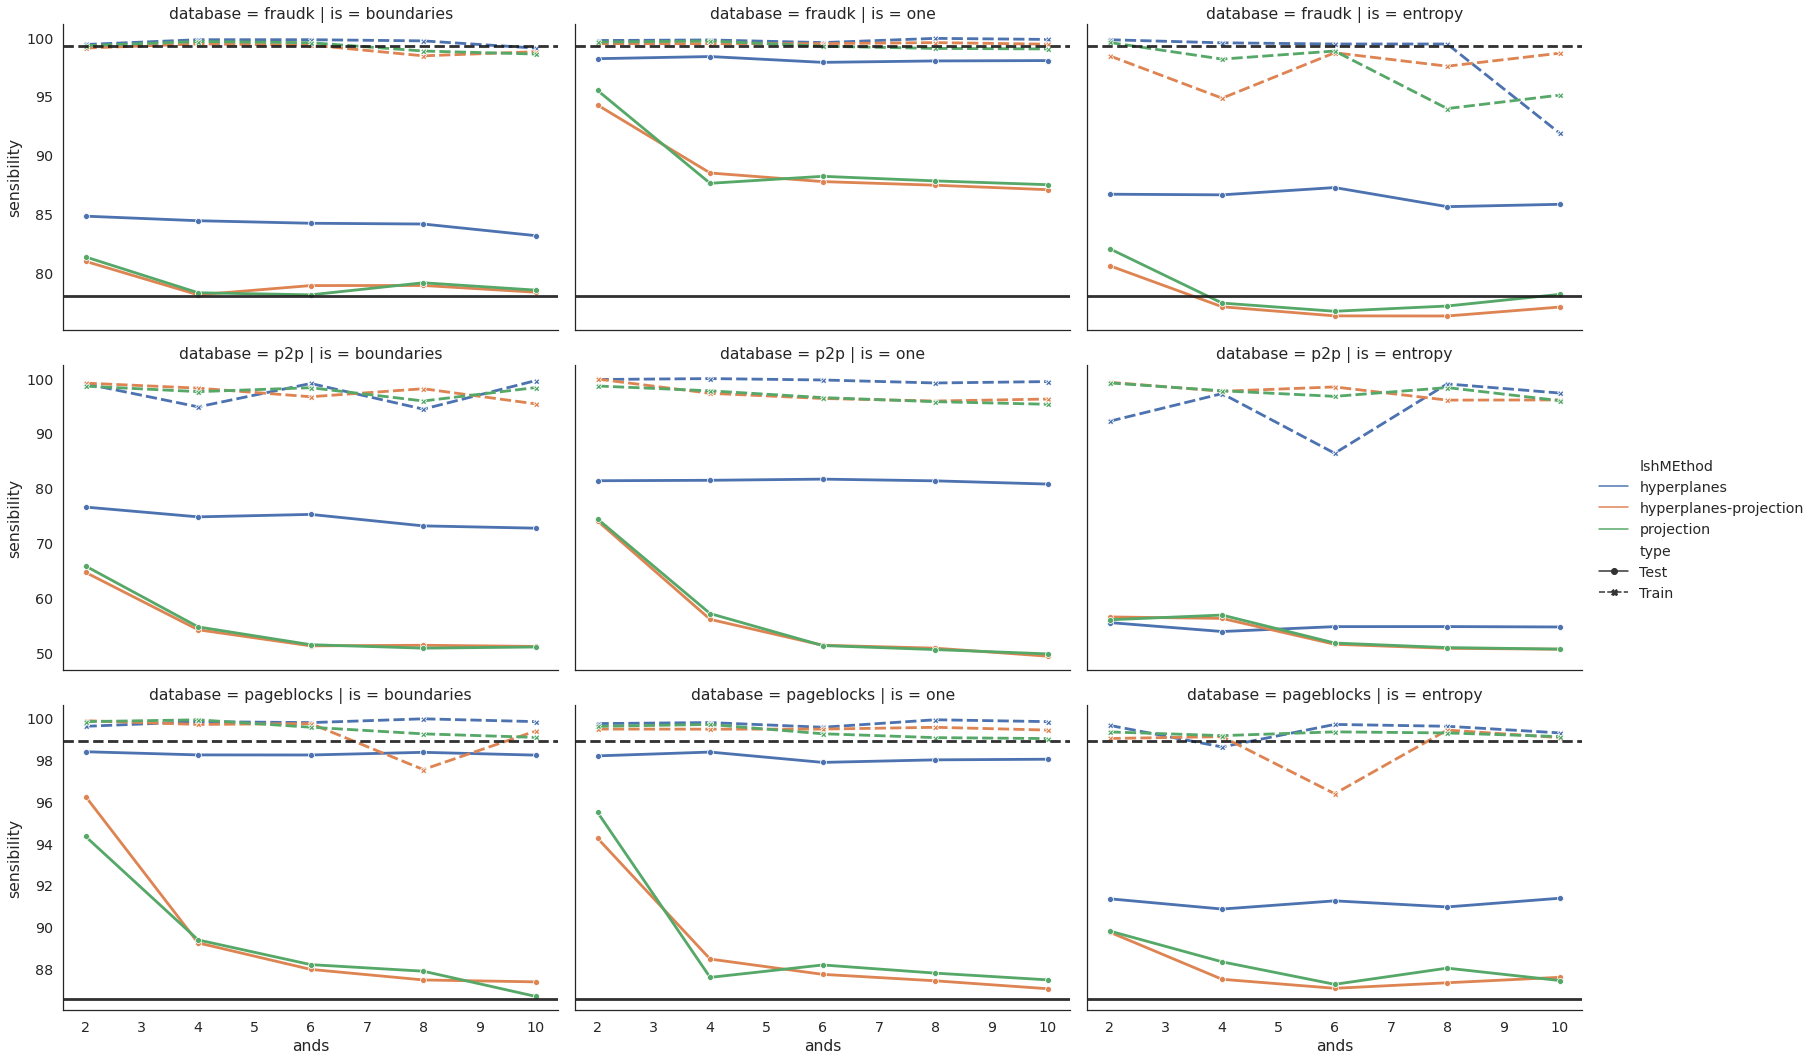 database = fraudk | is = boundaries
database = fraudk | is = one
database = fraudk | is = entropy
100
95
90
85
80
sensibility
database = p2p | is = boundaries
database = p2p | is = one
database = p2p | is = entropy
100
90
80
70
60
50
sensibility
lshMEthod
hyperplanes
hyperplanes-projection
projection
type
Test
Train
database = pageblocks | is = boundaries
database = pageblocks | is = one
database = pageblocks | is = entropy
100
98
96
94
92
90
88
sensibility
2 3 4 5 6 7 8 9 10
2 3 4 5 6 7 8 9 10
2 3 4 5 6 7 8 9 10
ands
ands
ands